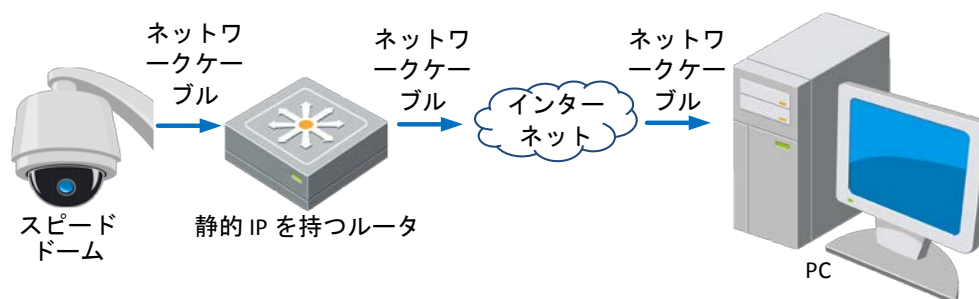 ネットワ
ークケー
ブル
ネットワ
ークケー
ブル
ネットワ
ークケー
ブル
インター
ネット
スピード
ドーム
静的 IP を持つルータ
PC